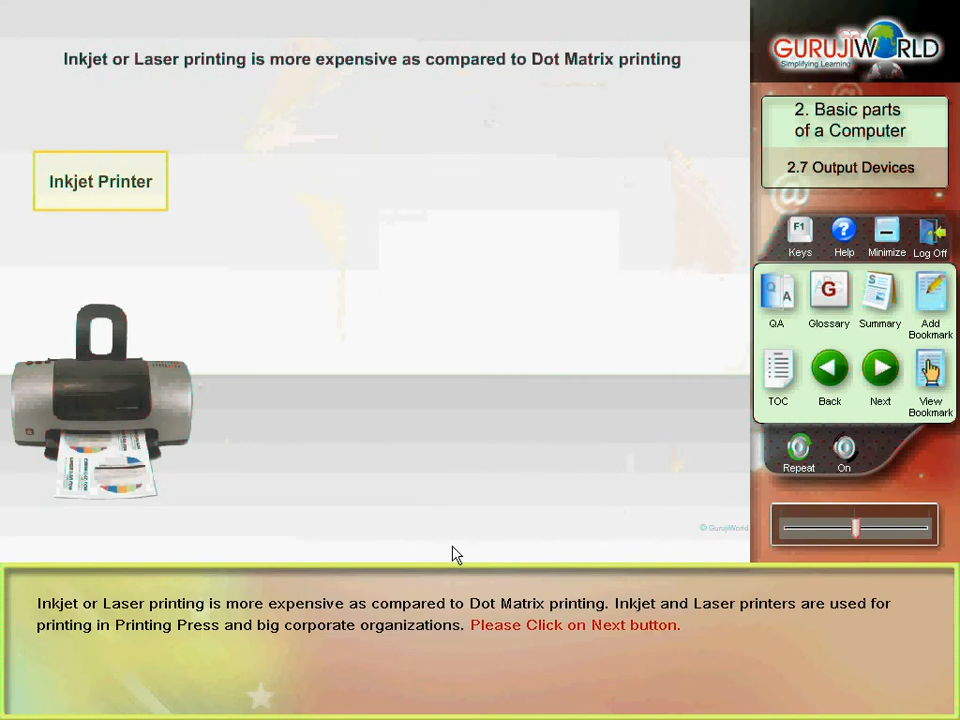 Inkjet or Laser printing is more expensive as compared to Dot Matrix printing
GURUJIWORLD
Simplifying Learning
2. Basic parts
of a Computer
2.7 Output Devices
Inkjet Printer
F1
Keys
Help
Minimize
Log Off
Q
A
QA
G
Glossary
S
Summary
Add
Bookmark
TOC
Back
Next
View
Bookmark
Repeat
On
© GurujiWorld
Inkjet or Laser printing is more expensive as compared to Dot Matrix printing. Inkjet and Laser printers are used for
printing in Printing Press and big corporate organizations. Please Click on Next button.